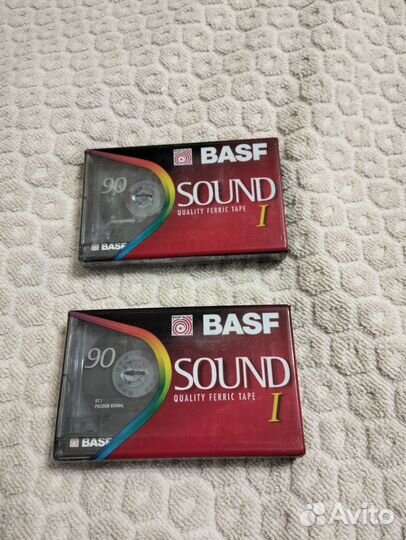 BASF
90
SOUND
QUALITY FERRIC TAPE
I
BASF
BASF
90
SOUND
QUALITY FERRIC TAPE
I
IEC I
POSITION NORMAL
BASF
Avito